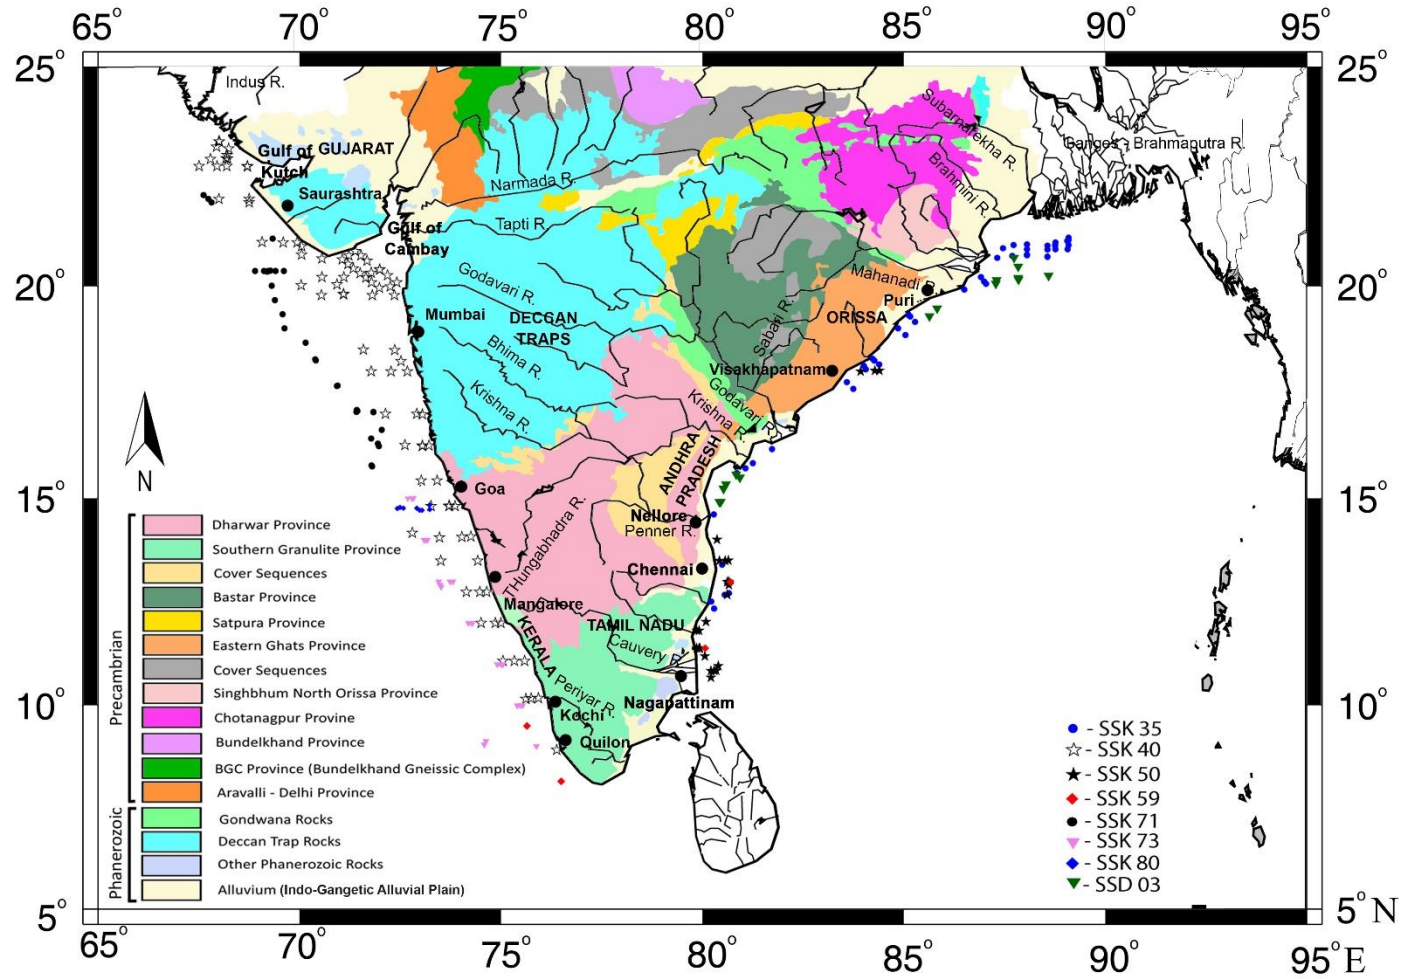 65° 70° 75° 80° 85° 90° 95°
25° 25°
Indus R.
Subarnarekha R.
Ganges - Brahmaputra R.
Gulf of Kutch
GUJARAT
Saurashtra
Narmada R.
Brahmini R.
Tapti R.
Gulf of
Cambay
20° 20°
Godavari R.
Mahanadi R.
Puri
Mumbai
DECCAN
TRAPS
Sabari R.
ORISSA
Bhima R.
Visakhapatnam
Krishna R.
Godavari R.
Krishna R.
ANDHRA
PRADESH
N
15° 15°
Goa
Nellore
Penner R.
THungabhadra R.
Chennai
Mangalore
TAMIL NADU
KERALA
Cauvery R.
10° 10°
Periyar R.
Nagapattinam
Kochi
Quilon
Precambrian
Dharwar Province
Southern Granulite Province
Cover Sequences
Bastar Province
Satpura Province
Eastern Ghats Province
Cover Sequences
Singhbhum North Orissa Province
Chotanagpur Provine
Bundelkhand Province
BGC Province (Bundelkhand Gneissic Complex)
Aravalli - Delhi Province
Phanerozoic
Gondwana Rocks
Deccan Trap Rocks
Other Phanerozoic Rocks
Alluvium (Indo-Gangetic Alluvial Plain)
- SSK 35
- SSK 40
- SSK 50
- SSK 59
- SSK 71
- SSK 73
- SSK 80
- SSD 03
5° 5° N
65° 70° 75° 80° 85° 90° 95° E